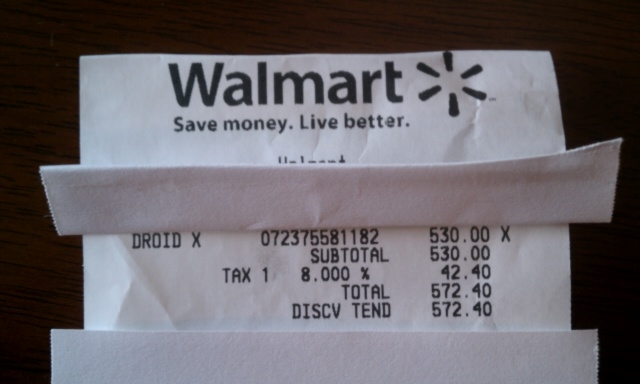 Walmart
Save money. Live better.
Walmart
DROID X 072375581182 530.00 X
SUBTOTAL 530.00
TAX 1 8.000 % 42.40
TOTAL 572.40
DISCV TEND 572.40